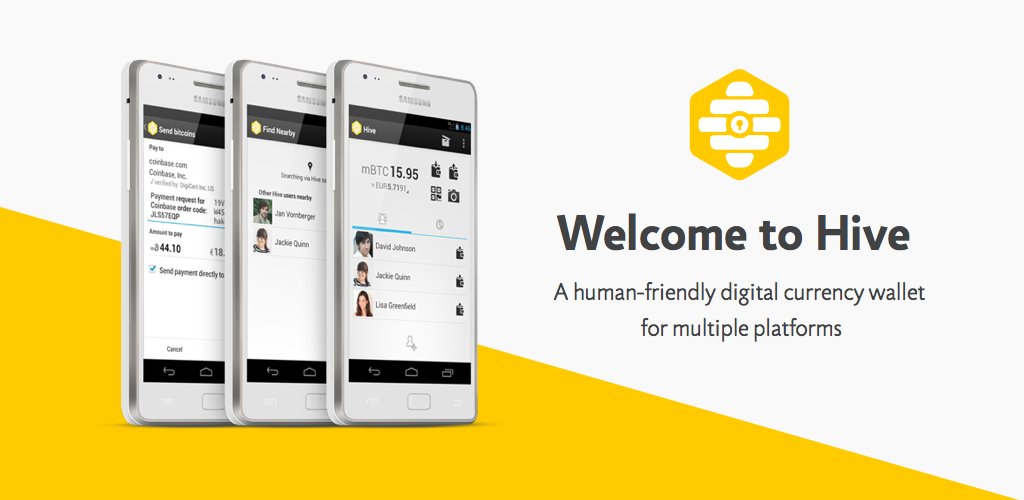 SAMSUNG
Send bitcoins
Pay to
coinbase.com
Coinbase, Inc.
√ verified by: DigiCert Inc, US
Payment request for
Coinbase order code:
JLS57EQP
19V
Amount to pay
44.10
€ 18.
Send payment directly to
Cancel
SAMSUNG
Find Nearby
Searching via Hive se
Other Hive users nearby
Jan Vornberger
Jackie Quinn
SAMSUNG
8:46
Hive
mBTC 15.95
≈ EUR 5.7191
David Johnson
Jackie Quinn
Lisa Greenfield
Welcome to Hive
A human-friendly digital currency wallet
for multiple platforms